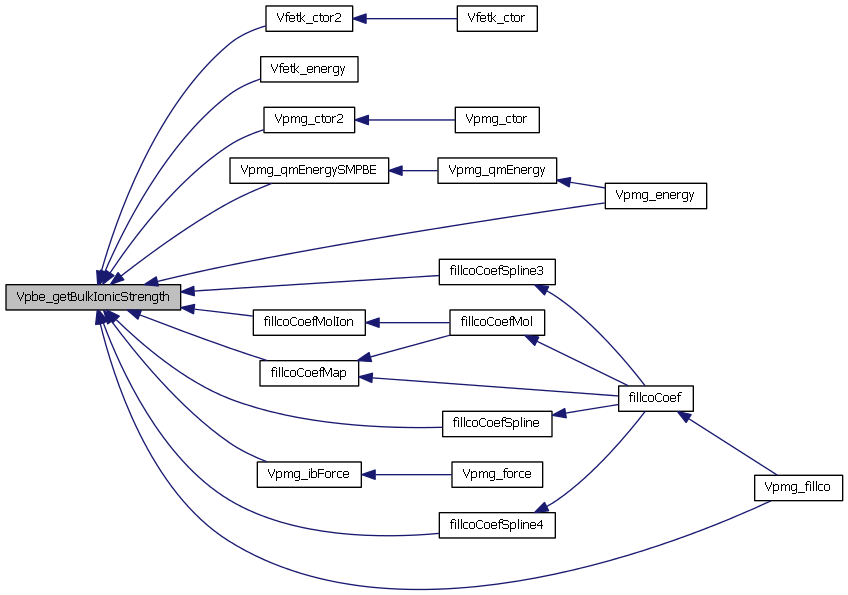 Vfetk_ctor2
Vfetk_ctor
Vfetk_energy
Vpmg_ctor2
Vpmg_ctor
Vpmg_qmEnergySMPBE
Vpmg_qmEnergy
Vpmg_energy
fillcoCoefSpline3
Vpbe_getBulkIonicStrength
fillcoCoefMolIon
fillcoCoefMol
fillcoCoefMap
fillcoCoef
fillcoCoefSpline
Vpmg_ibForce
Vpmg_force
Vpmg_fillco
fillcoCoefSpline4